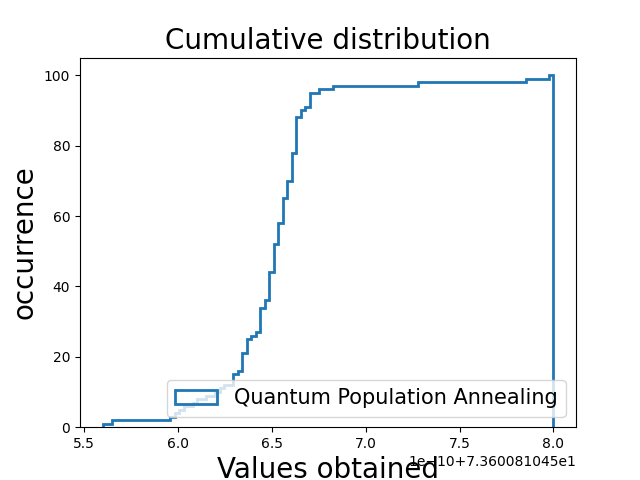 Cumulative distribution
100
80
60
40
20
0
occurrence
Quantum Population Annealing
5.5 6.0 6.5 7.0 7.5 8.0
1e−10+7.360081045e1
Values obtained